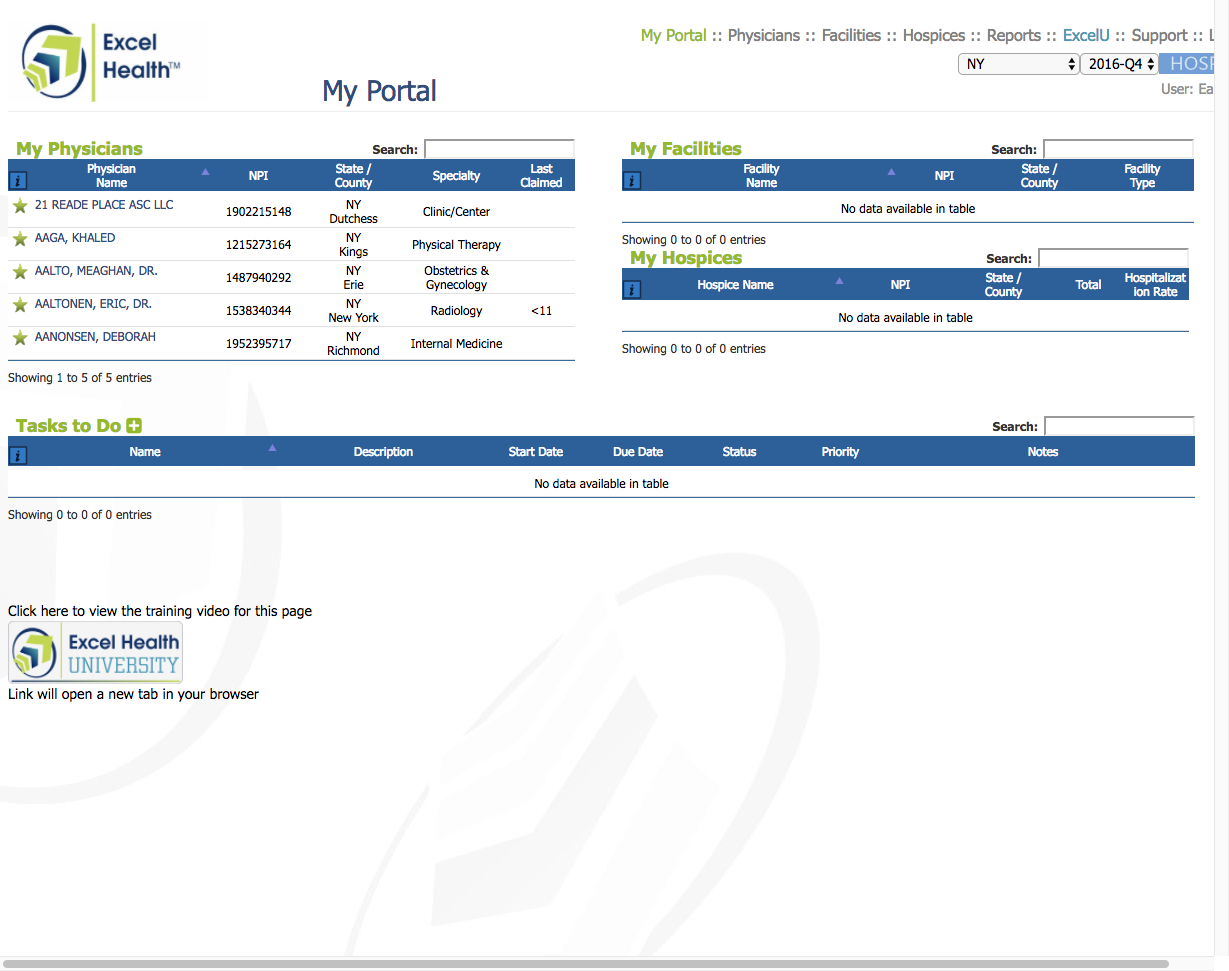 Excel
Health™
My Portal
My Portal :: Physicians :: Facilities :: Hospices :: Reports :: ExcelU :: Support ::
NY 2016-Q4 HOSP
User: Ea
My Physicians Search:
i Physician Name NPI State / County Specialty Last Claimed
21 READE PLACE ASC LLC 1902215148 NY Dutchess Clinic/Center
AAGA, KHALED 1215273164 NY Kings Physical Therapy
AALTO, MEAGHAN, DR. 1487940292 NY Erie Obstetrics & Gynecology
AALTONEN, ERIC, DR. 1538340344 NY New York Radiology <11
AANONSEN, DEBORAH 1952395717 NY Richmond Internal Medicine
Showing 1 to 5 of 5 entries
My Facilities Search:
i Facility Name NPI State / County Facility Type
No data available in table
Showing 0 to 0 of 0 entries
My Hospices Search:
i Hospice Name NPI State / County Total Hospitalizat ion Rate
No data available in table
Showing 0 to 0 of 0 entries
Tasks to Do Search:
i Name Description Start Date Due Date Status Priority Notes
No data available in table
Showing 0 to 0 of 0 entries
Click here to view the training video for this page
Excel Health
UNIVERSITY
Link will open a new tab in your browser